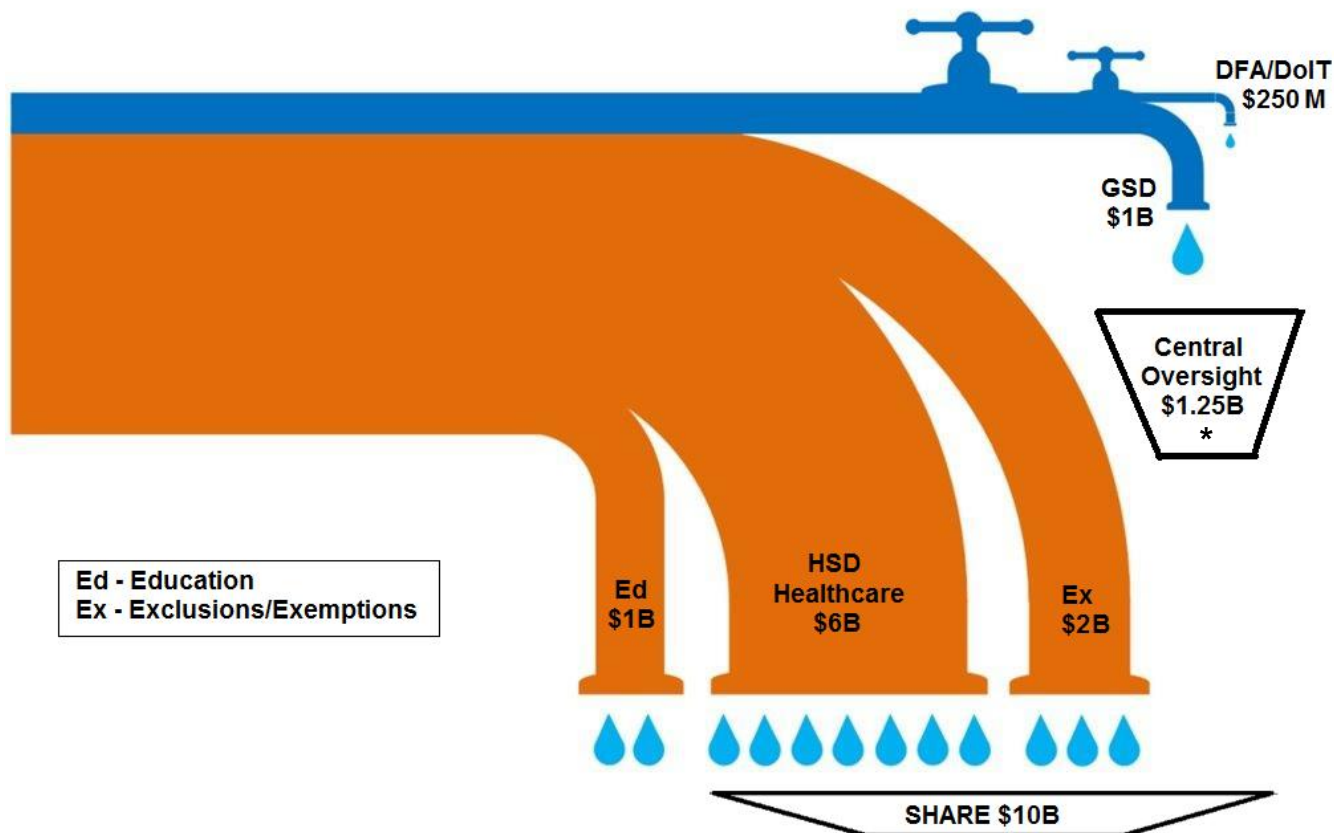 DFA/DoIT
$250 M
GSD
$1B
Central
Oversight
$1.25B
*
Ed - Education
Ex - Exclusions/Exemptions
Ed
$1B
HSD
Healthcare
$6B
Ex
$2B
SHARE $10B